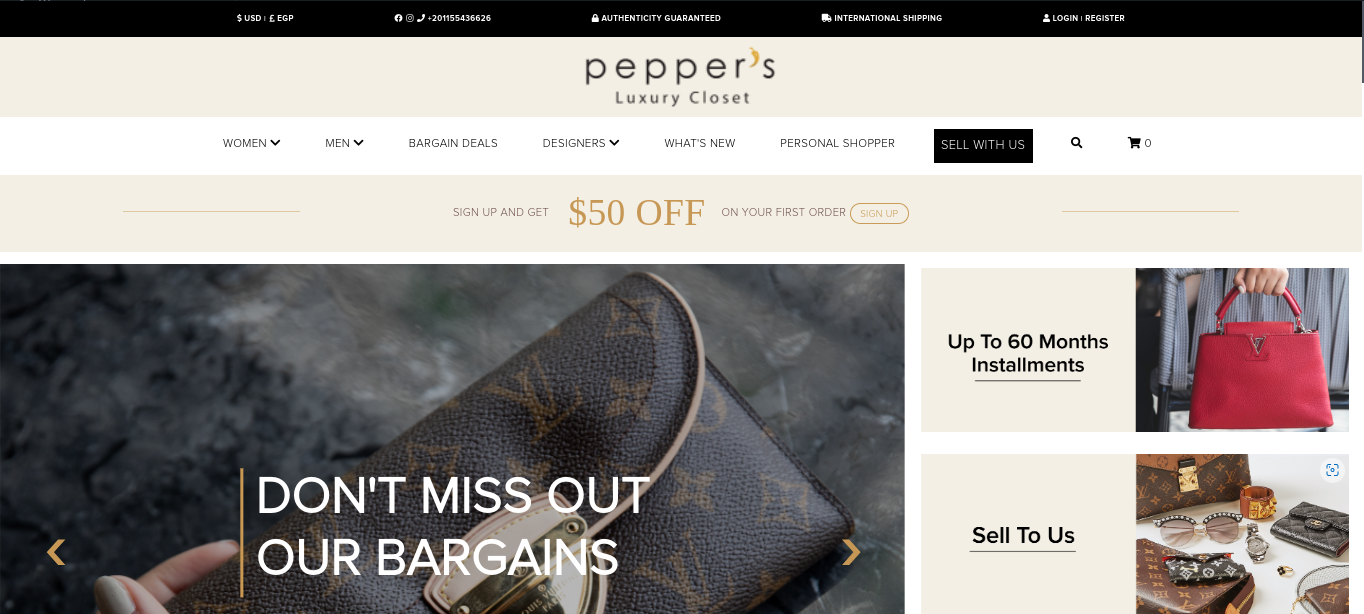 $ USD | £ EGP
+201155436626
AUTHENTICITY GUARANTEED
INTERNATIONAL SHIPPING
LOGIN | REGISTER
pepper's
Luxury Closet
WOMEN
MEN
BARGAIN DEALS
DESIGNERS
WHAT'S NEW
PERSONAL SHOPPER
SELL WITH US
0
SIGN UP AND GET $50 OFF ON YOUR FIRST ORDER SIGN UP
DON'T MISS OUT
OUR BARGAINS
Up To 60 Months
Installments
Sell To Us